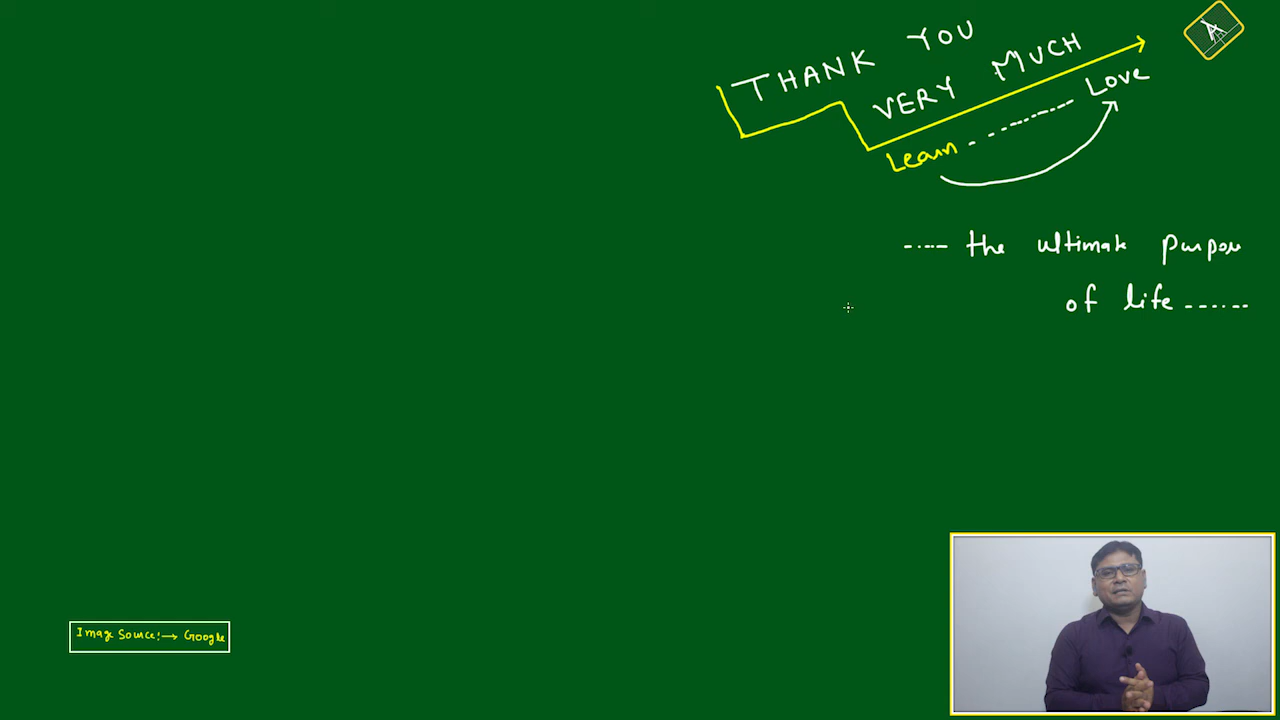 THANK YOU
VERY MUCH
Learn ------- Love
---- the ultimate purpose
of life ------
Image Source:→ Google
A